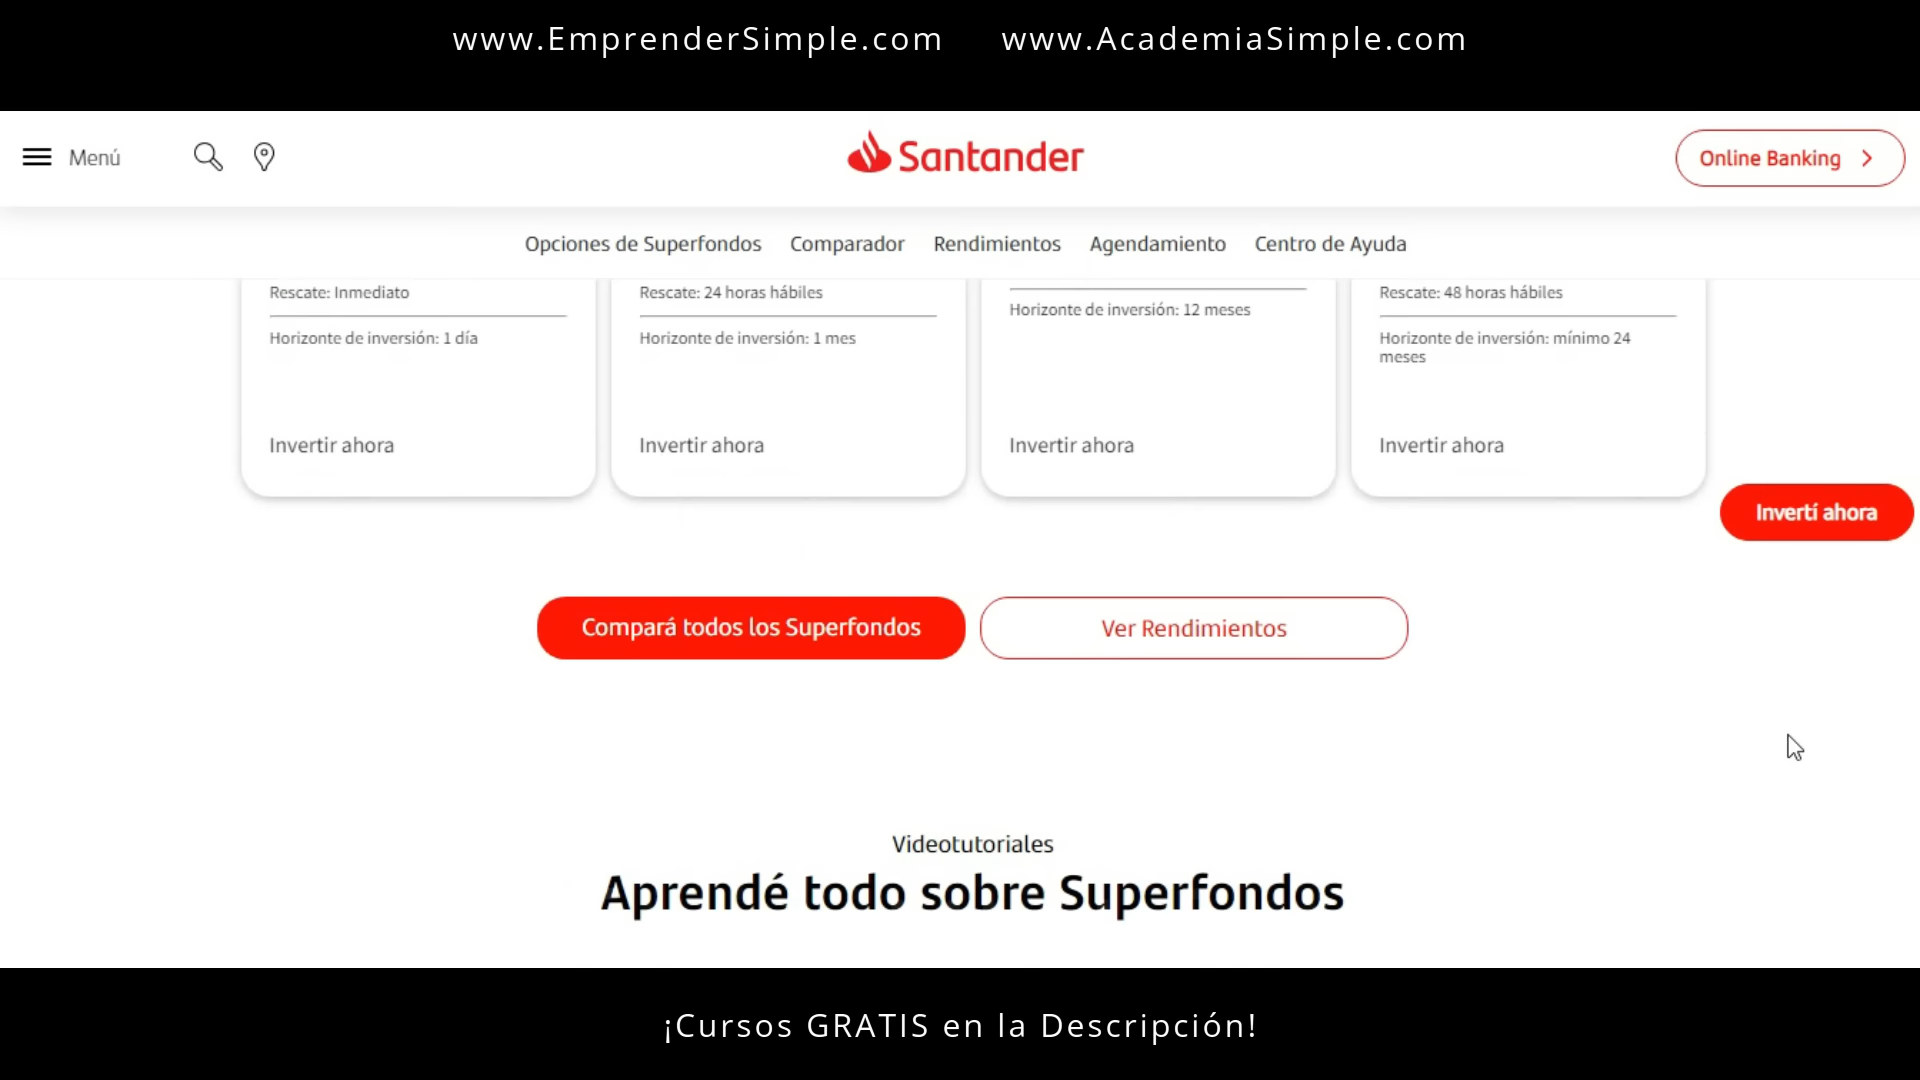 www.EmprenderSimple.com www.AcademiaSimple.com
Menú
Santander
Online Banking
Opciones de Superfondos Comparador Rendimientos Agendamiento Centro de Ayuda
Rescate: Inmediato
Horizonte de inversión: 1 día
Invertir ahora
Rescate: 24 horas hábiles
Horizonte de inversión: 1 mes
Invertir ahora
Horizonte de inversión: 12 meses
Invertir ahora
Rescate: 48 horas hábiles
Horizonte de inversión: mínimo 24
meses
Invertir ahora
Invertí ahora
Compará todos los Superfondos
Ver Rendimientos
Videotutoriales
Aprendé todo sobre Superfondos
¡Cursos GRATIS en la Descripción!